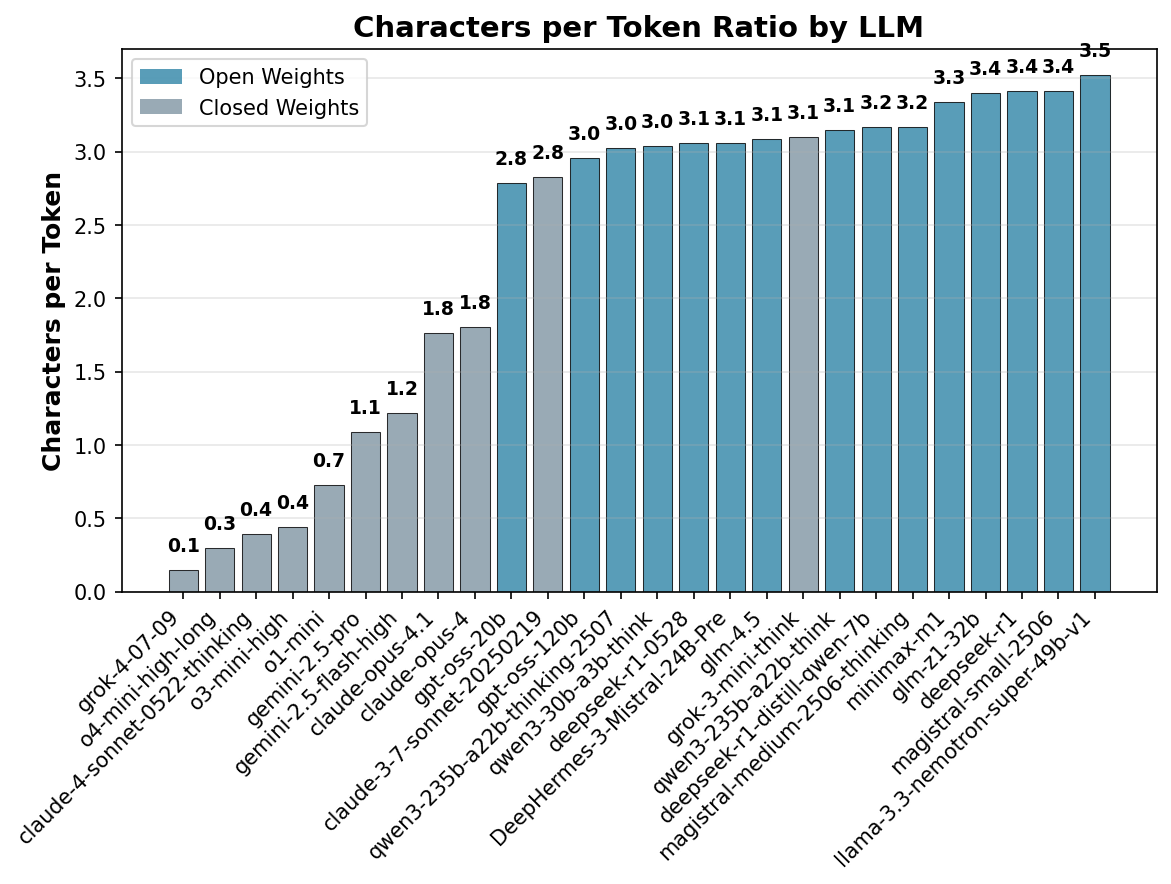 Characters per Token Ratio by LLM
Open Weights
Closed Weights
Characters per Token
3.5
3.0
2.5
2.0
1.5
1.0
0.5
0.0
0.1
0.3
0.4
0.4
0.7
1.1
1.2
1.8
1.8
2.8
2.8
3.0
3.0
3.0
3.1
3.1
3.1
3.1
3.1
3.2
3.2
3.3
3.4
3.4
3.4
3.5
grok-4-07-09
o4-mini-high-long
claude-4-sonnet-0522-thinking
o3-mini-high
o1-mini
gemini-2.5-pro
gemini-2.5-flash-high
claude-opus-4.1
claude-opus-4
gpt-oss-20b
claude-3-7-sonnet-20250219
gpt-oss-120b
qwen3-235b-a22b-thinking-2507
qwen3-30b-a3b-think
deepseek-r1-0528
DeepHermes-3-Mistral-24B-Pre
glm-4.5
grok-3-mini-think
qwen3-235b-a22b-think
deepseek-r1-distill-qwen-7b
magistral-medium-2506-thinking
minimax-m1
glm-z1-32b
deepseek-r1
magistral-small-2506
llama-3.3-nemotron-super-49b-v1